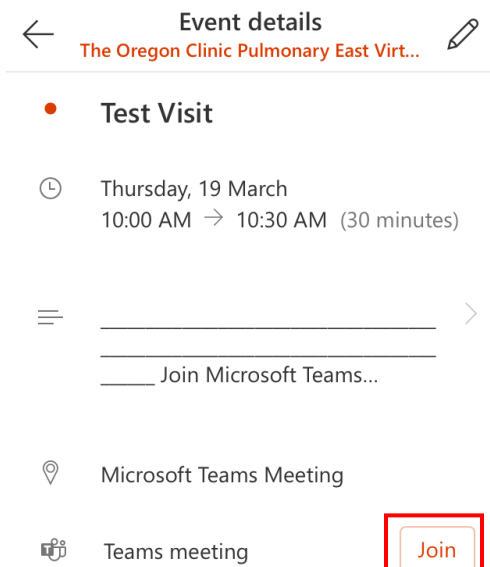 Event details
The Oregon Clinic Pulmonary East Virt...
Test Visit
Thursday, 19 March
10:00 AM → 10:30 AM (30 minutes)
________________________________
________________________________
_____ Join Microsoft Teams...
Microsoft Teams Meeting
Teams meeting
Join